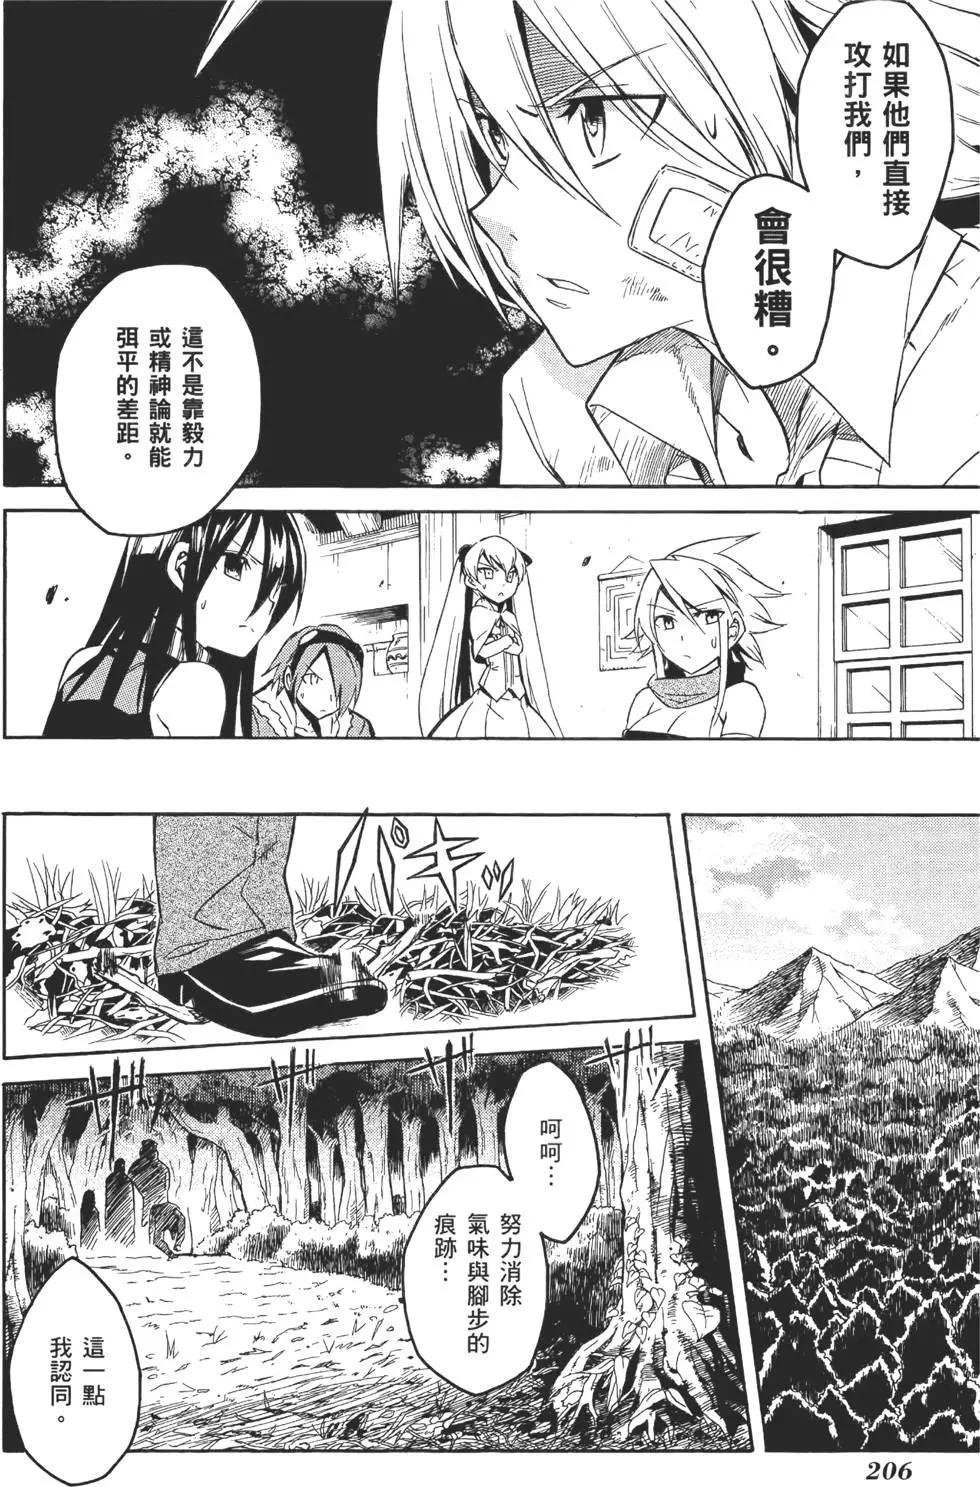 如果他們直接
攻打我們，
會很糟。
這不是靠毅力
或精神論就能
弭平的差距。
パキッ
呵呵…
努力消除
氣味與腳步的
痕跡…
這一點
我認同。
206